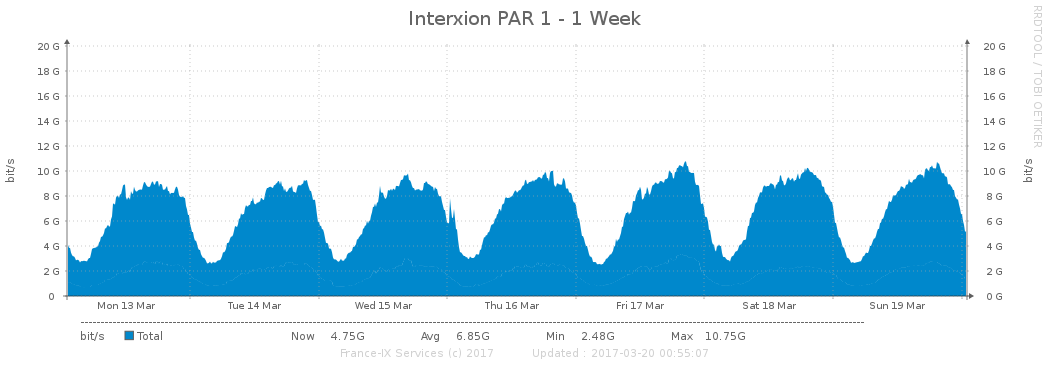 Interxion PAR 1 - 1 Week
RRDTOOL / TOBI OETIKER
bit/s
bit/s
20 G 20 G
18 G 18 G
16 G 16 G
14 G 14 G
12 G 12 G
10 G 10 G
8 G 8 G
6 G 6 G
4 G 4 G
2 G 2 G
0 0 G
Mon 13 Mar Tue 14 Mar Wed 15 Mar Thu 16 Mar Fri 17 Mar Sat 18 Mar Sun 19 Mar
bit/s Total Now 4.75G Avg 6.85G Min 2.48G Max 10.75G
France-IX Services (c) 2017 Updated : 2017-03-20 00:55:07